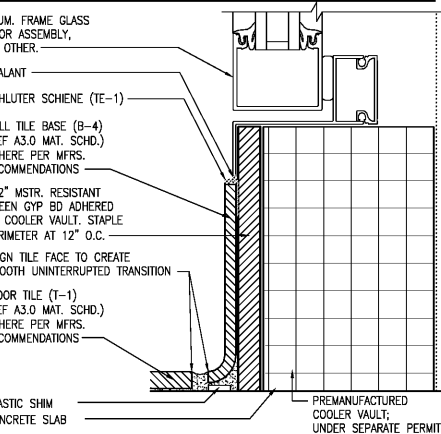 UM. FRAME GLASS
OR ASSEMBLY,
OTHER.
ALANT
HLUTER SCHIENE (TE-1)
LL TILE BASE (B-4)
EF A3.0 MAT. SCHD.)
HERE PER MFRS.
COMMENDATIONS
2" MSTR. RESISTANT
EEN GYP BD ADHERED
COOLER VAULT. STAPLE
RIMETER AT 12" O.C.
IGN TILE FACE TO CREATE
OOTH UNINTERRUPTED TRANSITION
OOR TILE (T-1)
EF A3.0 MAT. SCHD.)
HERE PER MFRS.
COMMENDATIONS
ASTIC SHIM
NCRETE SLAB
PREMANUFACTURED
COOLER VAULT;
UNDER SEPARATE PERMIT